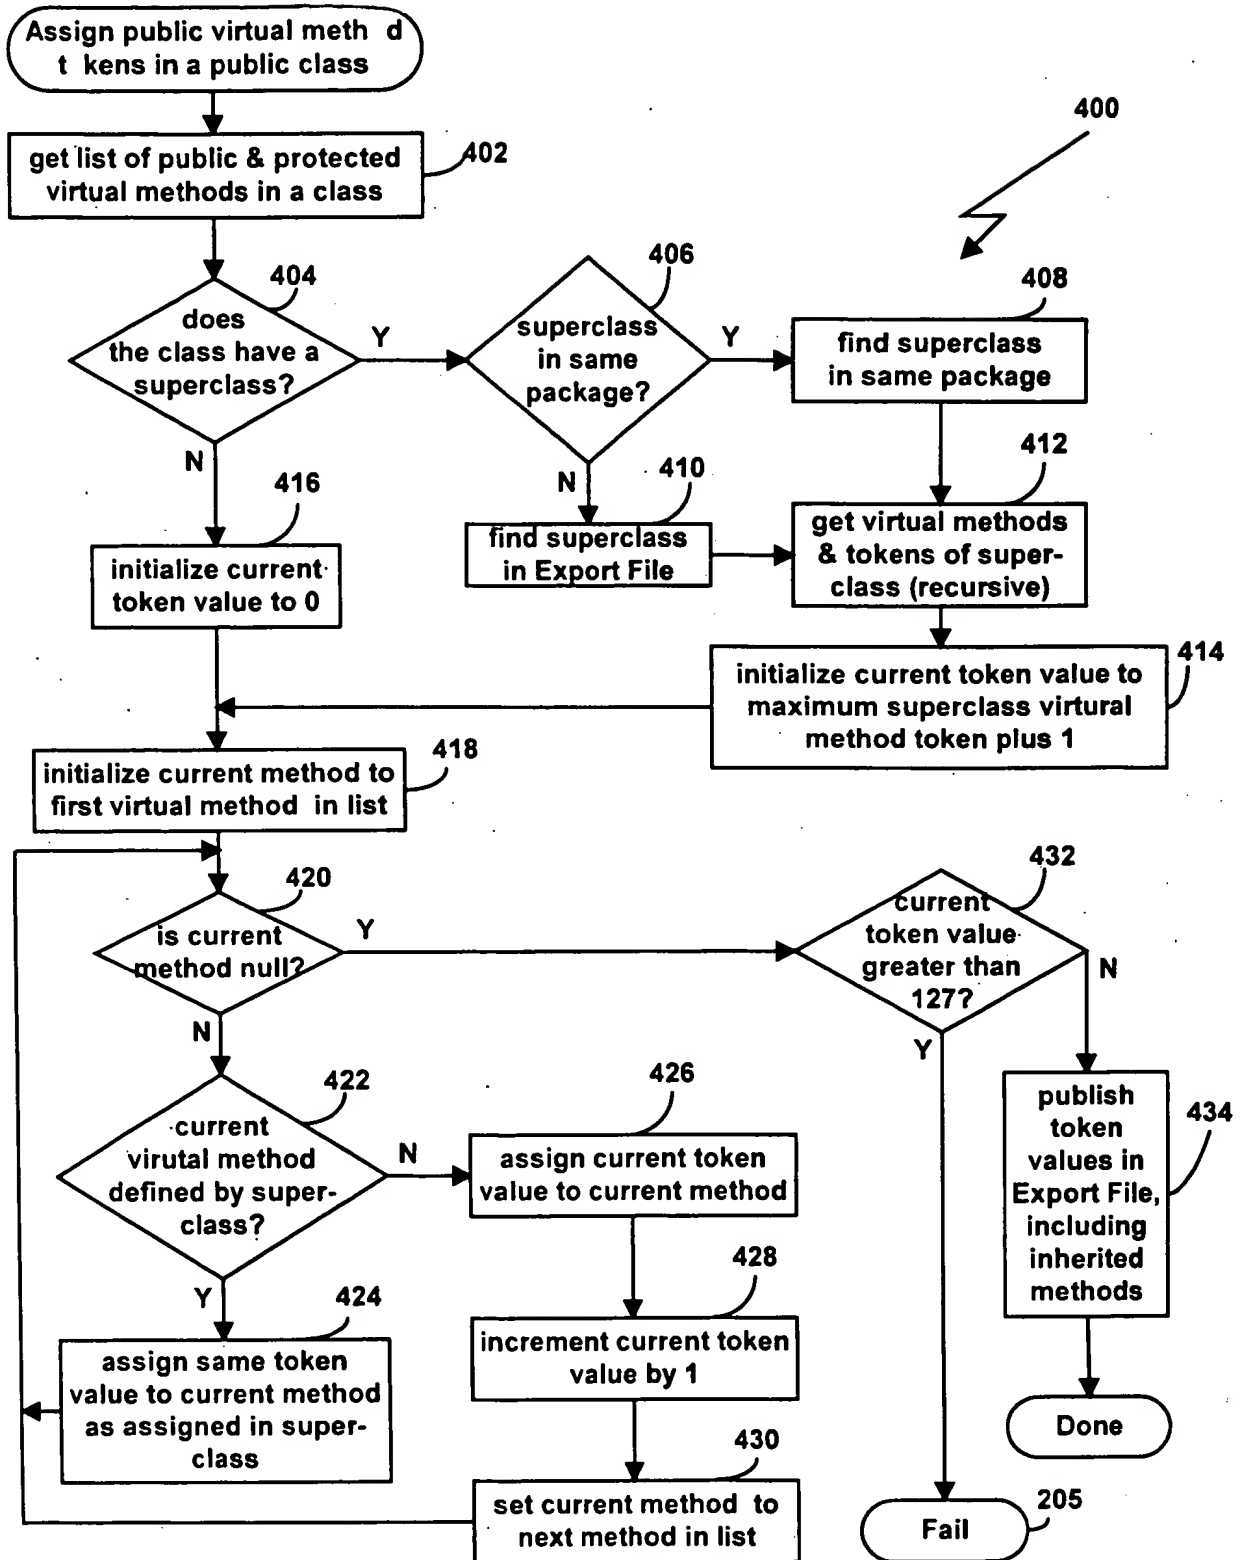 Assign public virtual meth d
t kens in a public class
400
get list of public & protected
virtual methods in a class
402
404
does
the class have a
superclass?
Y
N
406
superclass
in same
package?
Y
N
408
find superclass
in same package
410
find superclass
in Export File
412
get virtual methods
& tokens of super-
class (recursive)
416
initialize current
token value to 0
414
initialize current token value to
maximum superclass virtural
method token plus 1
418
initialize current method to
first virtual method in list
420
is current
method null?
Y
N
432
current
token value
greater than
127?
N
Y
422
current
virutal method
defined by super-
class?
N
Y
426
assign current token
value to current method
434
publish
token
values in
Export File,
including
inherited
methods
428
increment current token
value by 1
424
assign same token
value to current method
as assigned in super-
class
430
set current method to
next method in list
Done
205
Fail